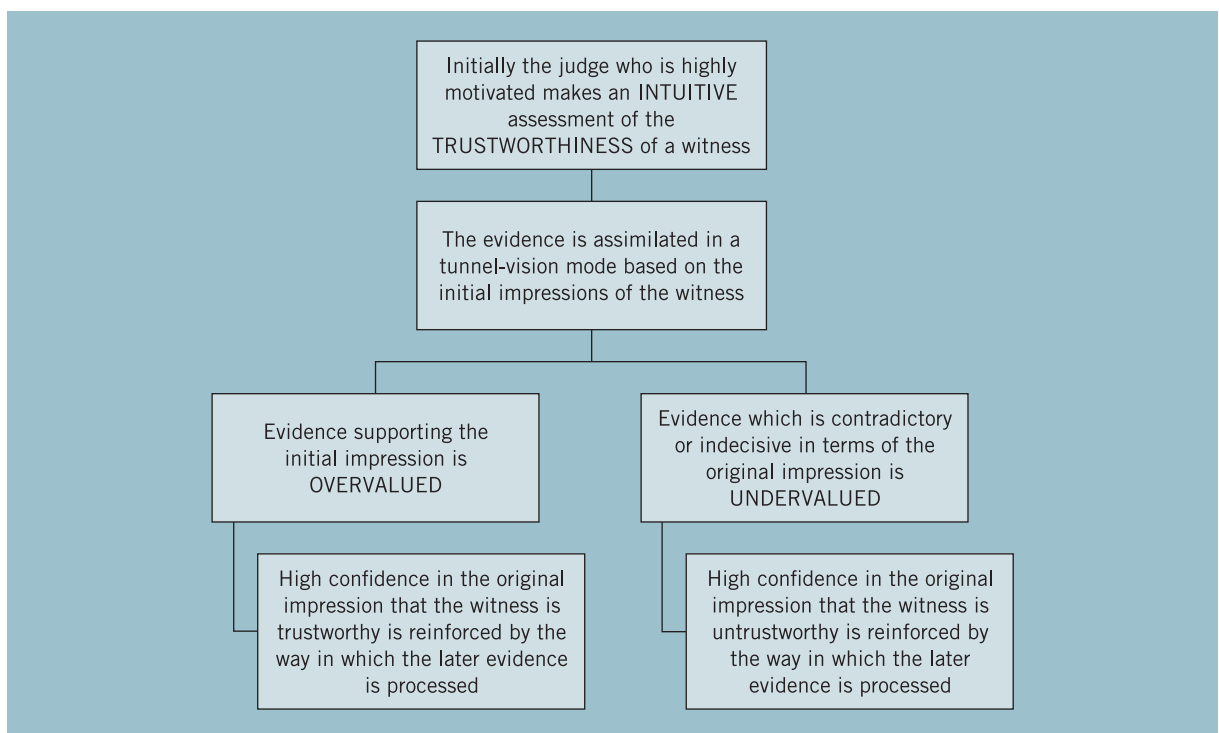 Initially the judge who is highly
motivated makes an INTUITIVE
assessment of the
TRUSTWORTHINESS of a witness
The evidence is assimilated in a
tunnel-vision mode based on the
initial impressions of the witness
Evidence supporting the
initial impression is
OVERVALUED
Evidence which is contradictory
or indecisive in terms of the
original impression is
UNDERVALUED
High confidence in the original
impression that the witness is
trustworthy is reinforced by the
way in which the later evidence
is processed
High confidence in the original
impression that the witness is
untrustworthy is reinforced by
the way in which the later
evidence is processed